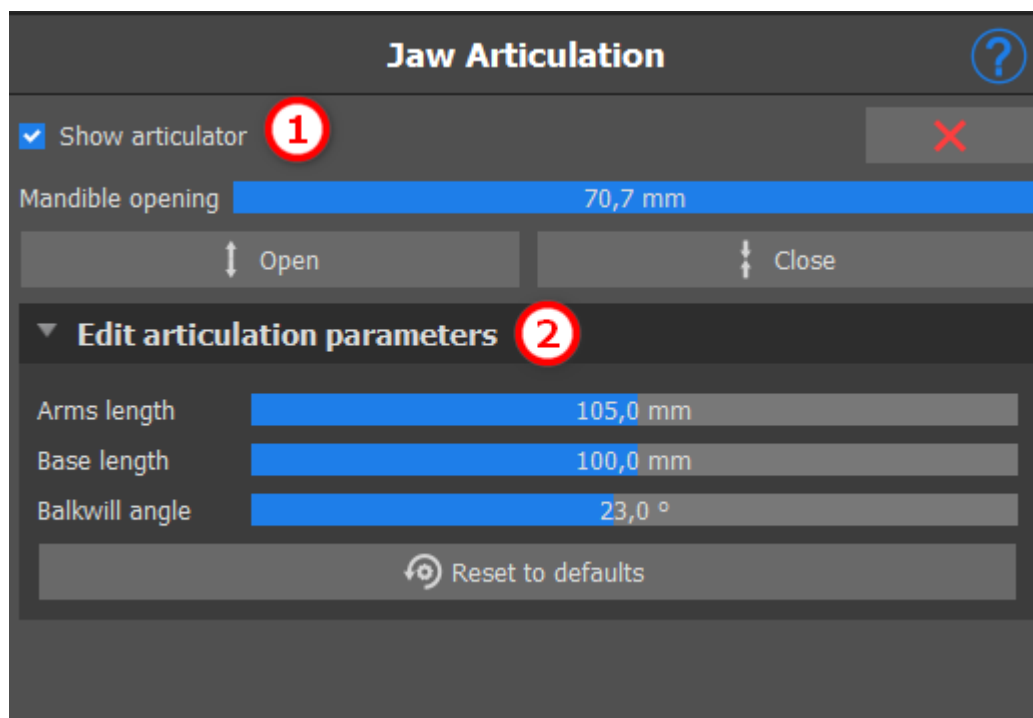 Jaw Articulation ?
Show articulator 1
Mandible opening 70,7 mm
Open Close
Edit articulation parameters 2
Arms length 105,0 mm
Base length 100,0 mm
Balkwill angle 23,0 º
Reset to defaults